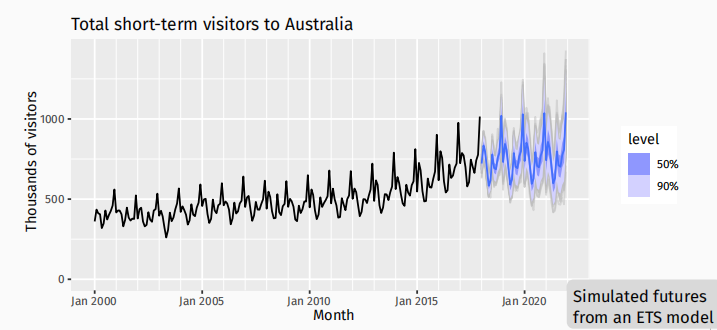 Total short-term visitors to Australia
Thousands of visitors
1000
500
0
Jan 2000
Jan 2005
Jan 2010
Jan 2015
Jan 2020
Month
level
50%
90%
Simulated futures
from an ETS model